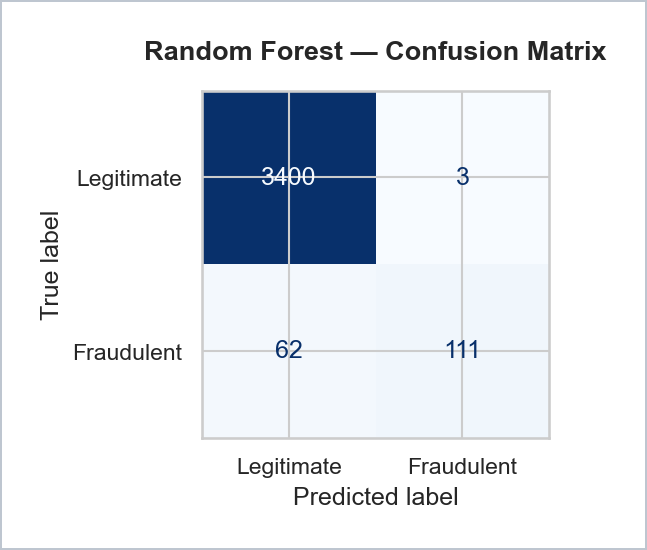 Random Forest — Confusion Matrix
True label
Legitimate
3400 3
Fraudulent
62 111
Legitimate Fraudulent
Predicted label